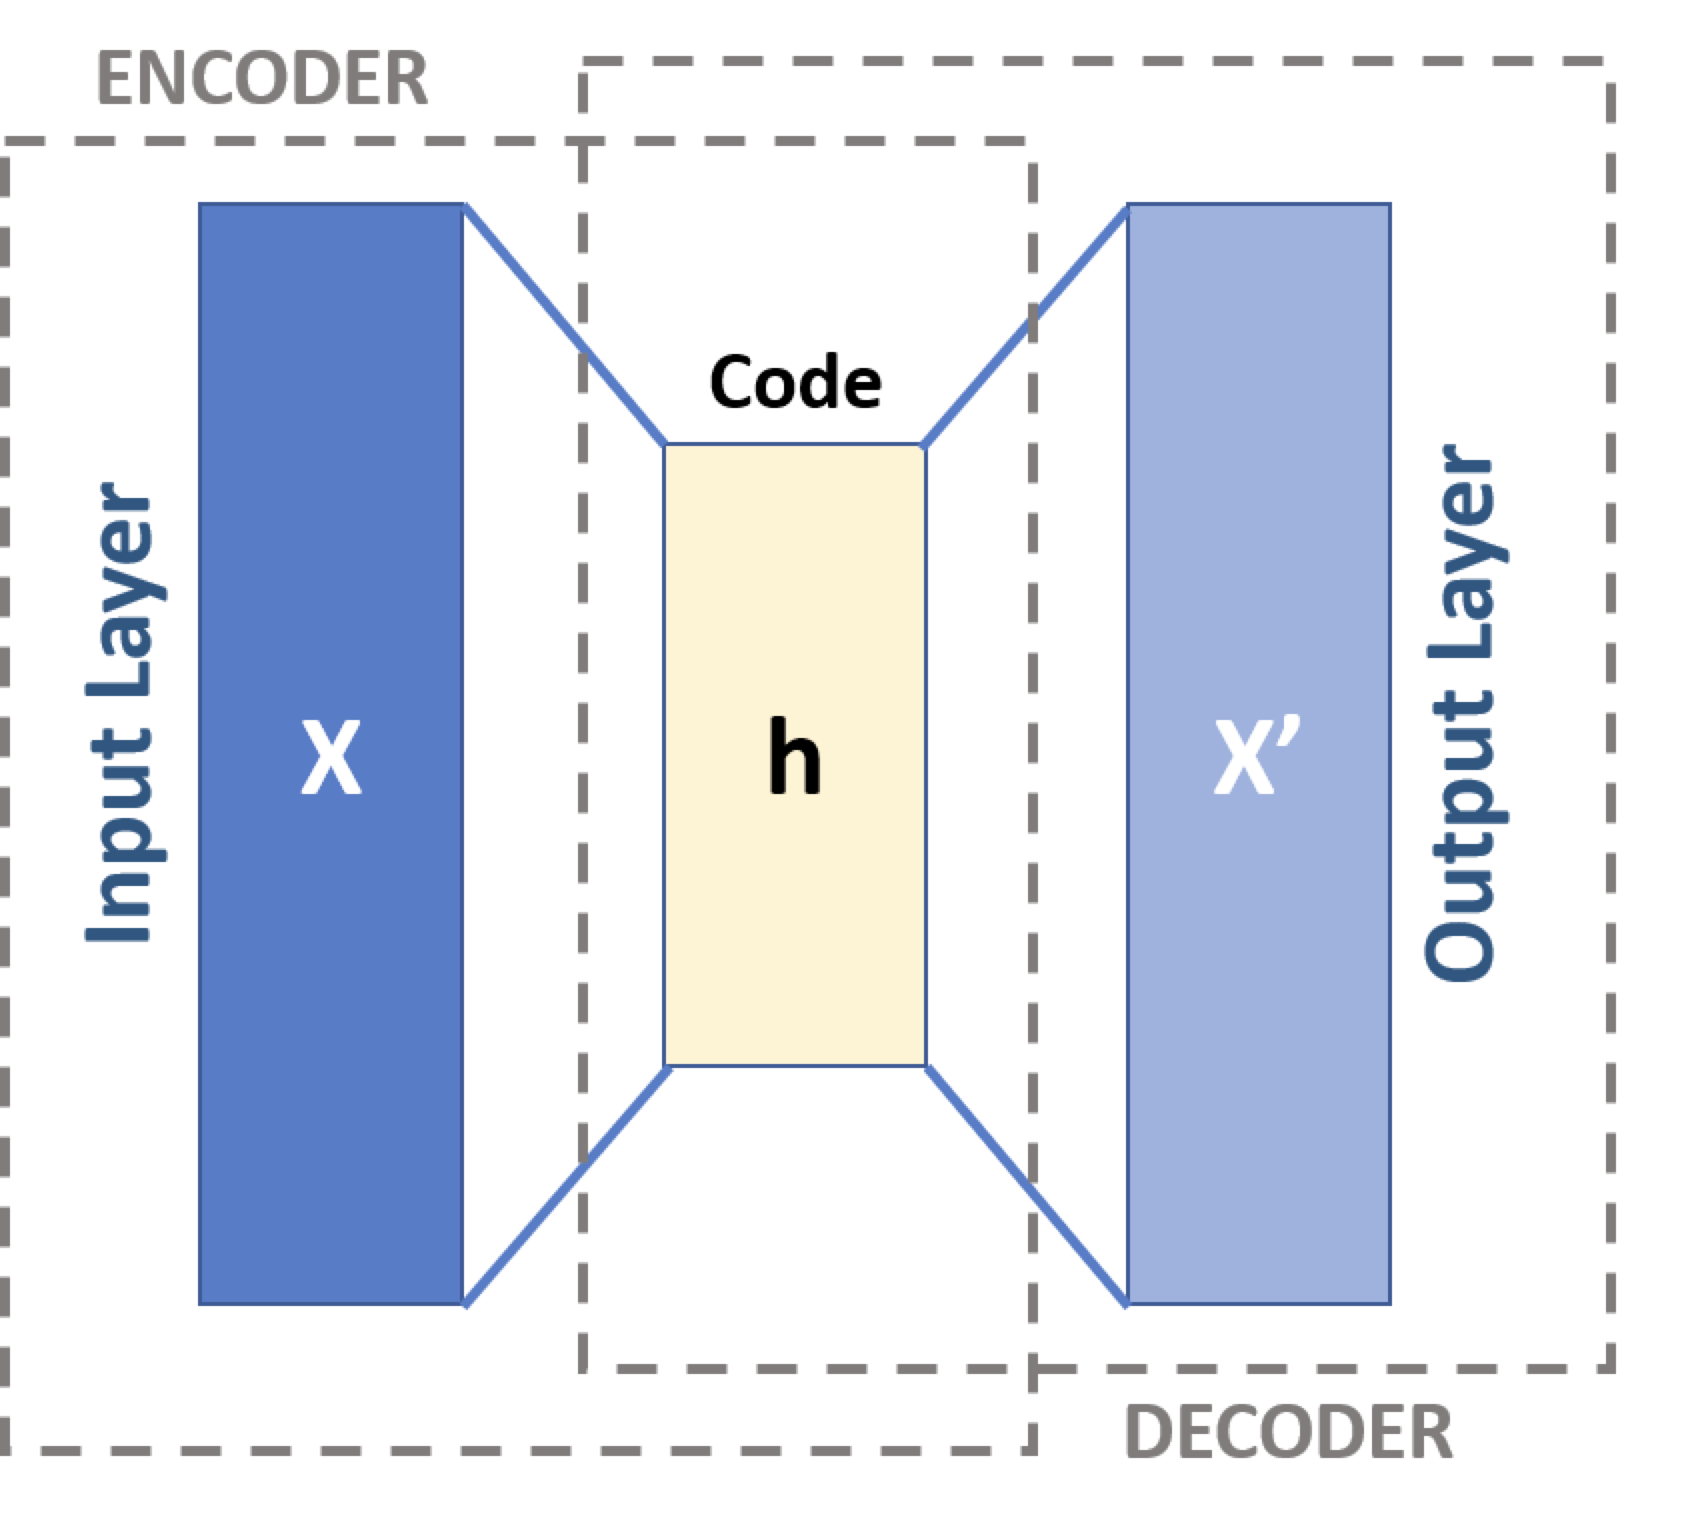 ENCODER
Input Layer
X
Code
h
X’
Output Layer
DECODER